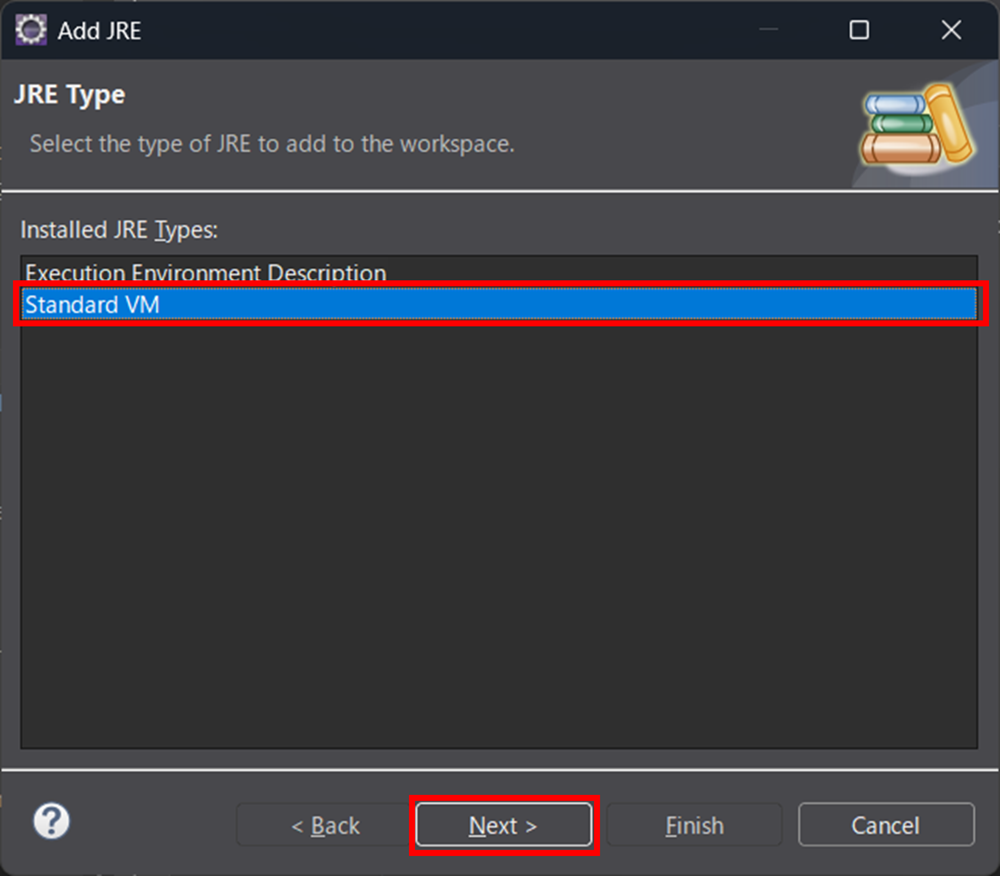 Add JRE
JRE Type
Select the type of JRE to add to the workspace.
Installed JRE Types:
Execution Environment Description
Standard VM
?
< Back
Next >
Finish
Cancel